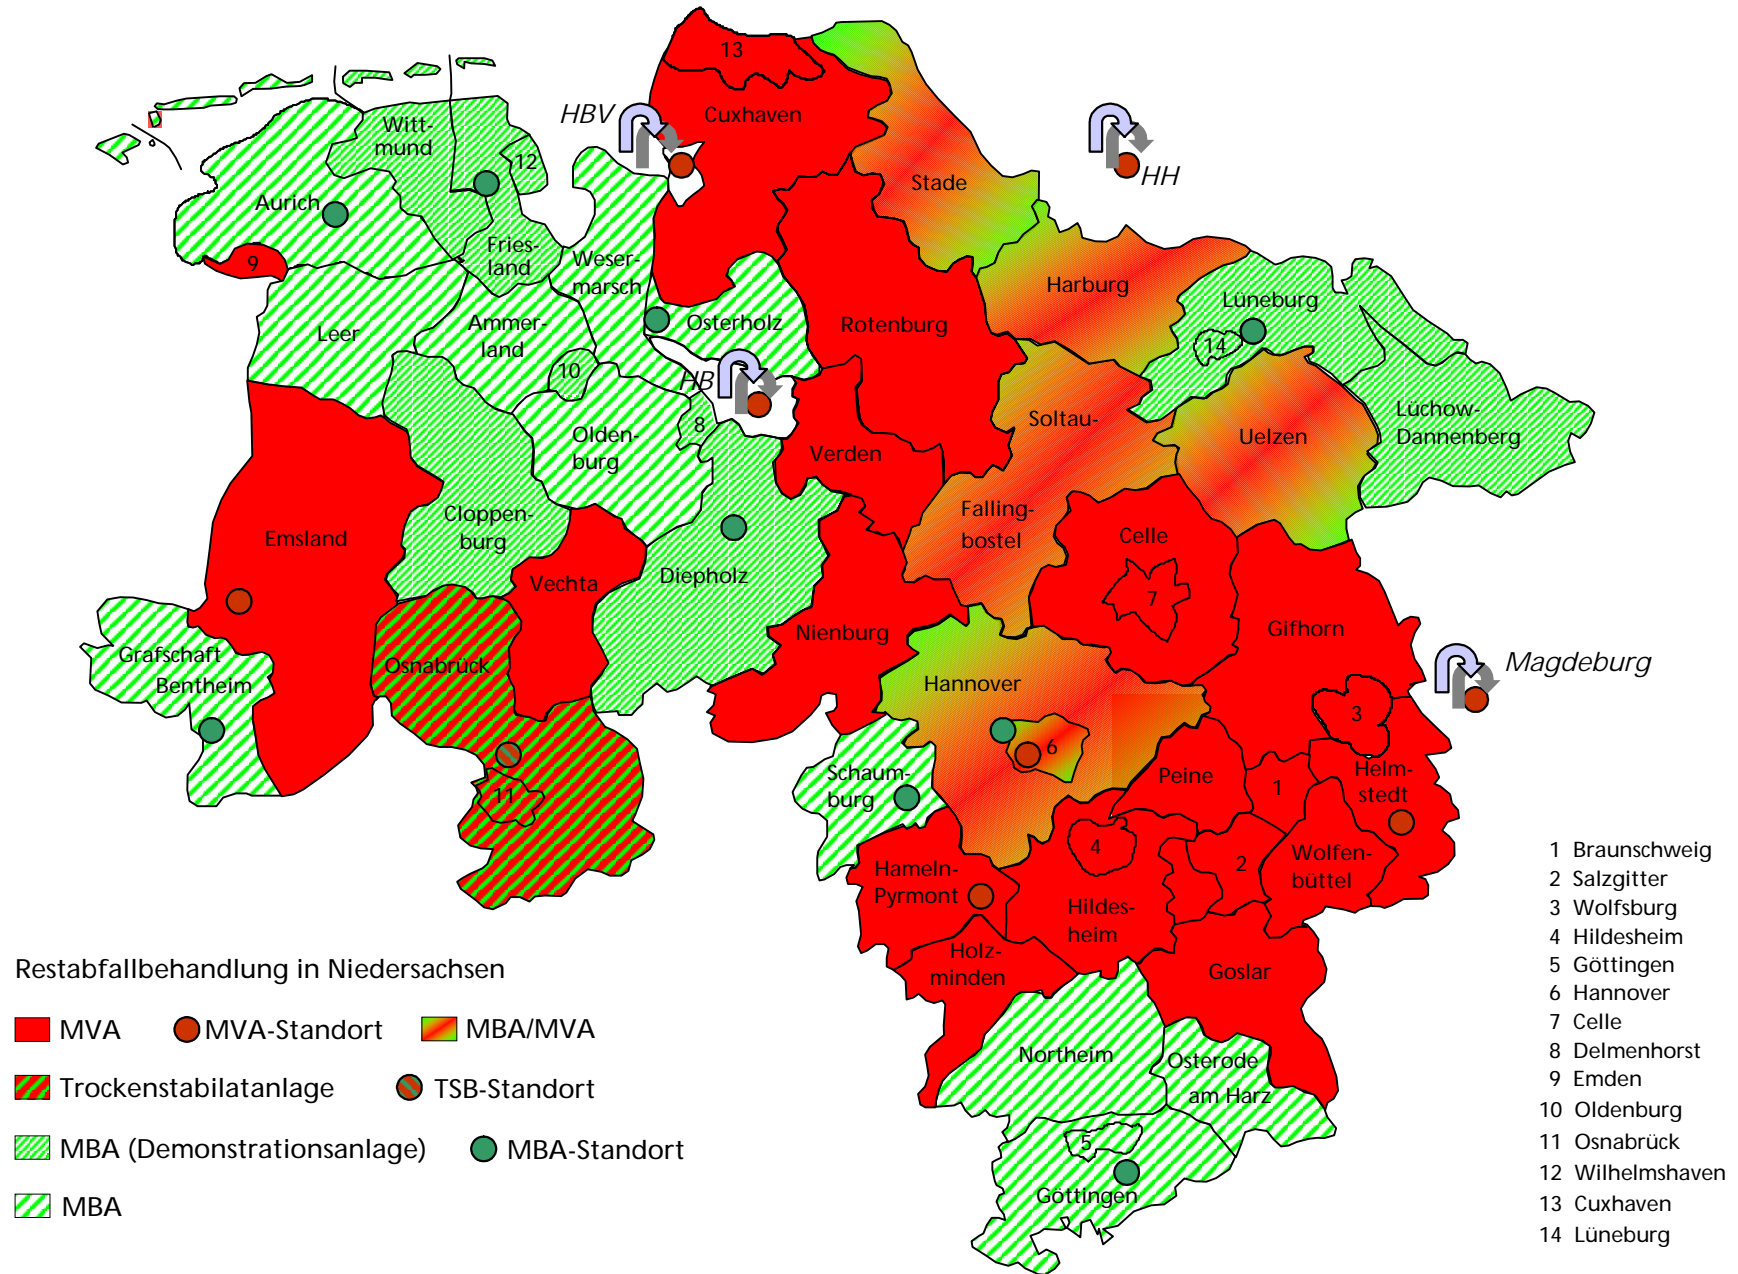 13
Cuxhaven
HBV
HH
Witt-
mund
12
Aurich
Stade
Fries-
land
9
Weser-
marsch
Harburg
Lüneburg
14
Leer
Ammer-
land
Osterholz
Rotenburg
10
HB
8
Soltau-
Fallingbostel
Uelzen
Lüchow-
Dannenberg
Olden-
burg
Verden
Falling-
bostel
Celle
7
Emsland
Cloppen-
burg
Vechta
Diepholz
Nienburg
Gifhorn
Grafschaft
Bentheim
Osnabrück
Hannover
Magdeburg
3
6
11
Schaum-
burg
Peine
1
Helm-
stedt
4
2
Wolfen-
büttel
Hameln-
Pyrmont
Hildes-
heim
Holz-
minden
Goslar
Northeim
Osterode
am Harz
5
Göttingen
Restabfallbehandlung in Niedersachsen
MVA
MVA-Standort
MBA/MVA
Trockenstabilatanlage
TSB-Standort
MBA (Demonstrationsanlage)
MBA-Standort
MBA
1 Braunschweig
2 Salzgitter
3 Wolfsburg
4 Hildesheim
5 Göttingen
6 Hannover
7 Celle
8 Delmenhorst
9 Emden
10 Oldenburg
11 Osnabrück
12 Wilhelmshaven
13 Cuxhaven
14 Lüneburg